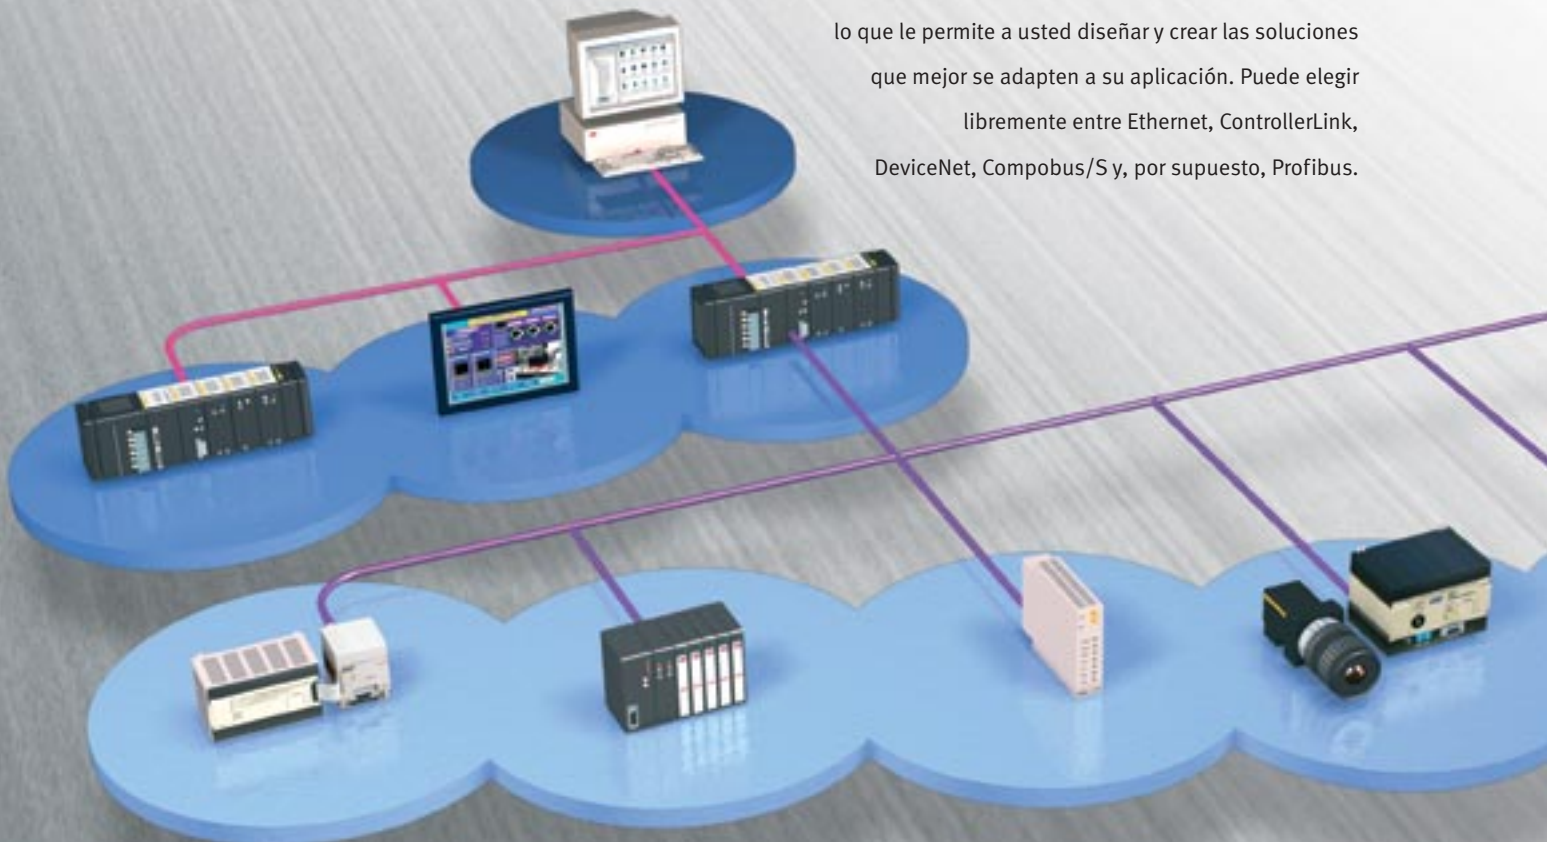 lo que le permite a usted diseñar y crear las soluciones
que mejor se adapten a su aplicación. Puede elegir
libremente entre Ethernet, ControllerLink,
DeviceNet, Compobus/S y, por supuesto, Profibus.